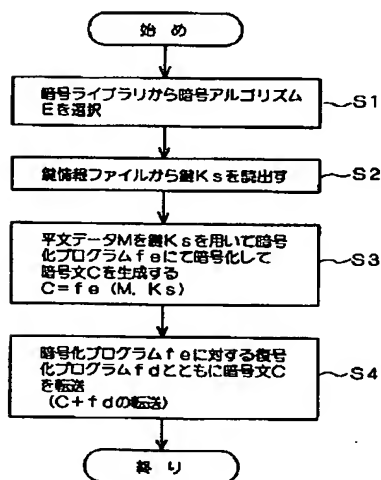 始 め
暗号ライブラリから暗号アルゴリズム
Eを選択
S1
鍵情報ファイルから鍵Ksを読出す
S2
平文データMを鍵Ksを用いて暗号
化プログラムfeにて暗号化して
暗号文Cを生成する
C=fe (M, Ks)
S3
暗号化プログラムfeに対する復号
化プログラムfdとともに暗号文C
を転送
(C+fdの転送)
S4
終 り